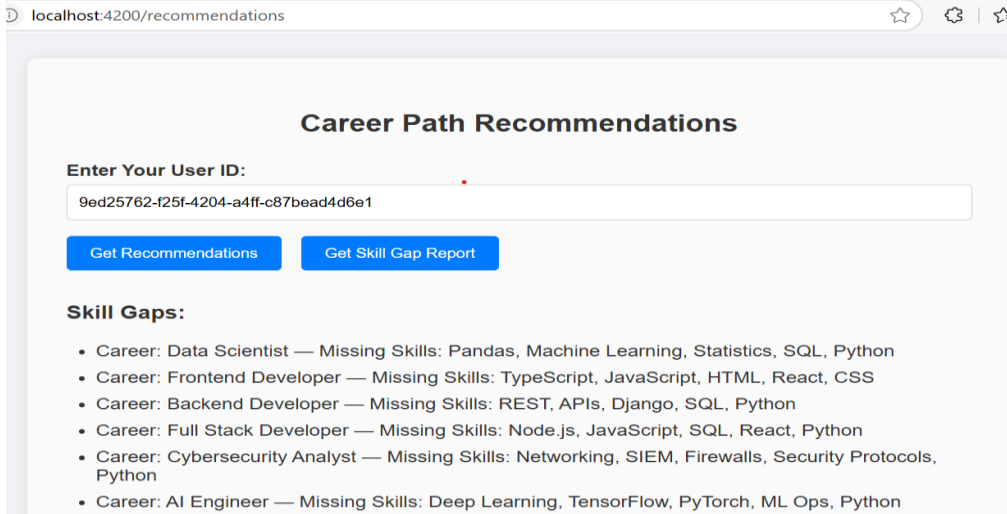 localhost:4200/recommendations
Career Path Recommendations
Enter Your User ID:
9ed25762-f25f-4204-a4ff-c87bead4d6e1
Get Recommendations Get Skill Gap Report
Skill Gaps:
• Career: Data Scientist — Missing Skills: Pandas, Machine Learning, Statistics, SQL, Python
• Career: Frontend Developer — Missing Skills: TypeScript, JavaScript, HTML, React, CSS
• Career: Backend Developer — Missing Skills: REST, APIs, Django, SQL, Python
• Career: Full Stack Developer — Missing Skills: Node.js, JavaScript, SQL, React, Python
• Career: Cybersecurity Analyst — Missing Skills: Networking, SIEM, Firewalls, Security Protocols,
Python
• Career: AI Engineer — Missing Skills: Deep Learning, TensorFlow, PyTorch, ML Ops, Python